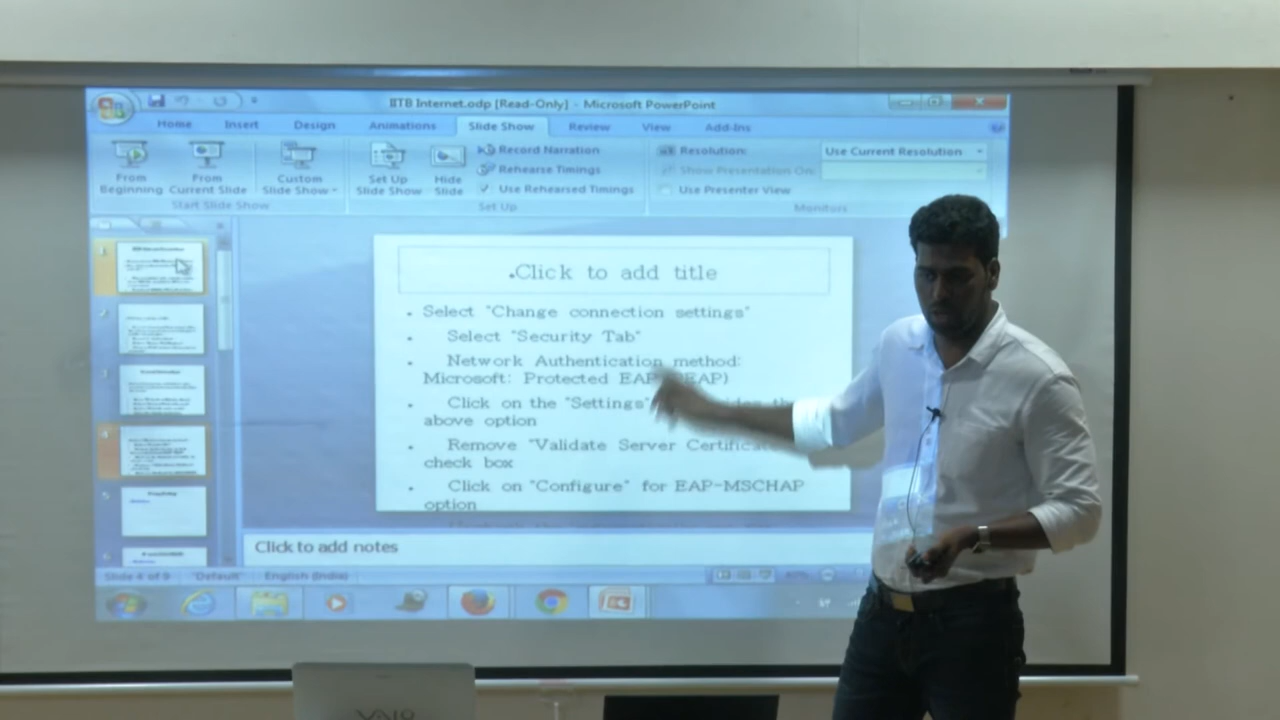 IITB Internet.odp [Read-Only] - Microsoft PowerPoint
Home Insert Design Animations Slide Show Review View Add-Ins
From Beginning
From Current Slide
Custom Slide Show
Set Up Slide Show
Hide Slide
Record Narration
Rehearse Timings
Use Rehearsed Timings
Resolution:
Use Current Resolution
Show Presentation On:
Use Presenter View
Start Slide Show
Set Up
Monitors
Click to add title
Select "Change connection settings"
Select "Security Tab"
Network Authentication method:
Microsoft: Protected EAP
Click on the "Settings"
above option
Remove "Validate Server
check box
Click on "Configure" for EAP-MSCHAP
option
Click to add notes
Slide 4 of 9 "Default" English (India)
VAIO